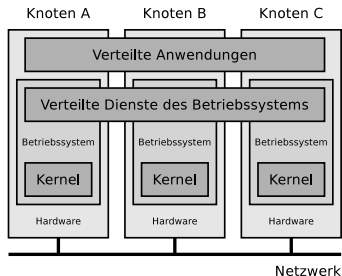 Knoten A Knoten B Knoten C
Verteilte Anwendungen
Verteilte Dienste des Betriebssystems
Betriebssystem Betriebssystem Betriebssystem
Kernel Kernel Kernel
Hardware Hardware Hardware
Netzwerk